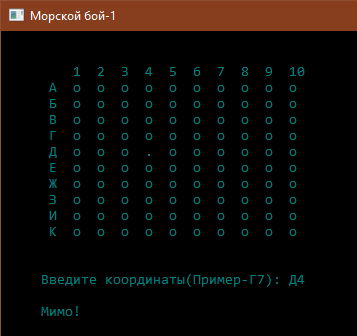 Морской бой-1
1 2 3 4 5 6 7 8 9 10
А o o o o o o o o o o
Б o o o o o o o o o o
В o o o o o o o o o o
Г o o o o o o o o o o
Д o o o . o o o o o o
Е o o o o o o o o o o
Ж o o o o o o o o o o
З o o o o o o o o o o
И o o o o o o o o o o
К o o o o o o o o o o
Введите координаты(Пример-Г7): Д4
Мимо!